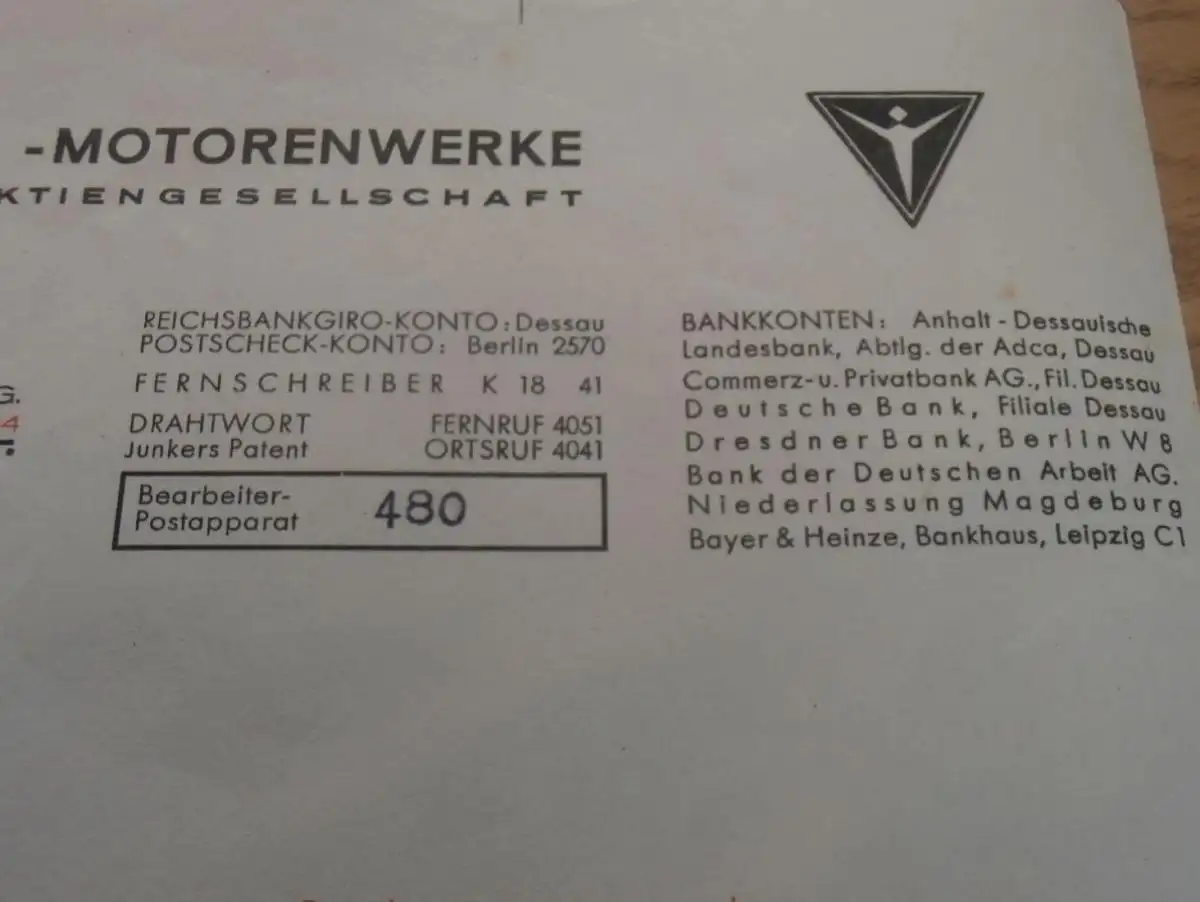 -MOTORENWERKE
KTIENGESELLSCHAFT
REICHSBANKGIRO-KONTO: Dessau
POSTSCHECK-KONTO: Berlin 2570
FERNSCHREIBER K 18 41
DRAHTWORT FERNRUF 4051
Junkers Patent ORTSRUF 4041
Bearbeiter-
Postapparat 480
BANKKONTEN: Anhalt-Dessauische
Landesbank, Abtlg. der Adca, Dessau
Commerz-u. Privatbank AG., Fil. Dessau
Deutsche Bank, Filiale Dessau
Dresdner Bank, Berlin W 8
Bank der Deutschen Arbeit AG.
Niederlassung Magdeburg
Bayer & Heinze, Bankhaus, Leipzig C1
G.
4